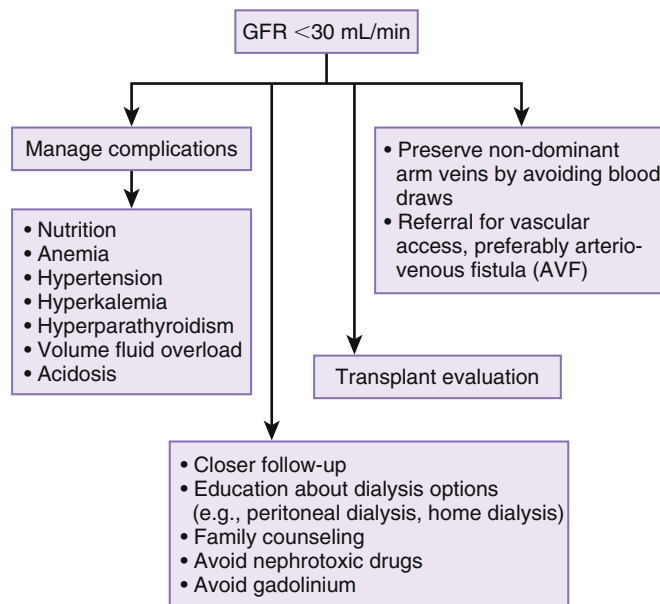 GFR <30 mL/min
Manage complications
• Nutrition
• Anemia
• Hypertension
• Hyperkalemia
• Hyperparathyroidism
• Volume fluid overload
• Acidosis
• Closer follow-up
• Education about dialysis options
(e.g., peritoneal dialysis, home dialysis)
• Family counseling
• Avoid nephrotoxic drugs
• Avoid gadolinium
Transplant evaluation
• Preserve non-dominant
arm veins by avoiding blood
draws
• Referral for vascular
access, preferably arterio-
venous fistula (AVF)